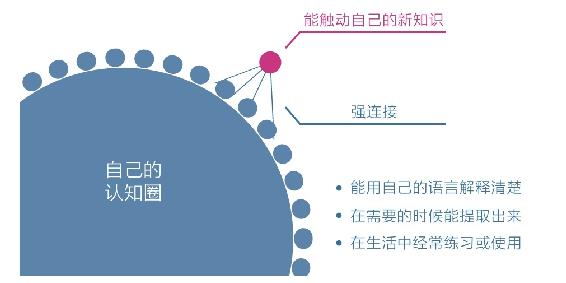 能触动自己的新知识
强连接
自己的
认知圈
能用自己的语言解释清楚
在需要的时候能提取出来
在生活中经常练习或使用